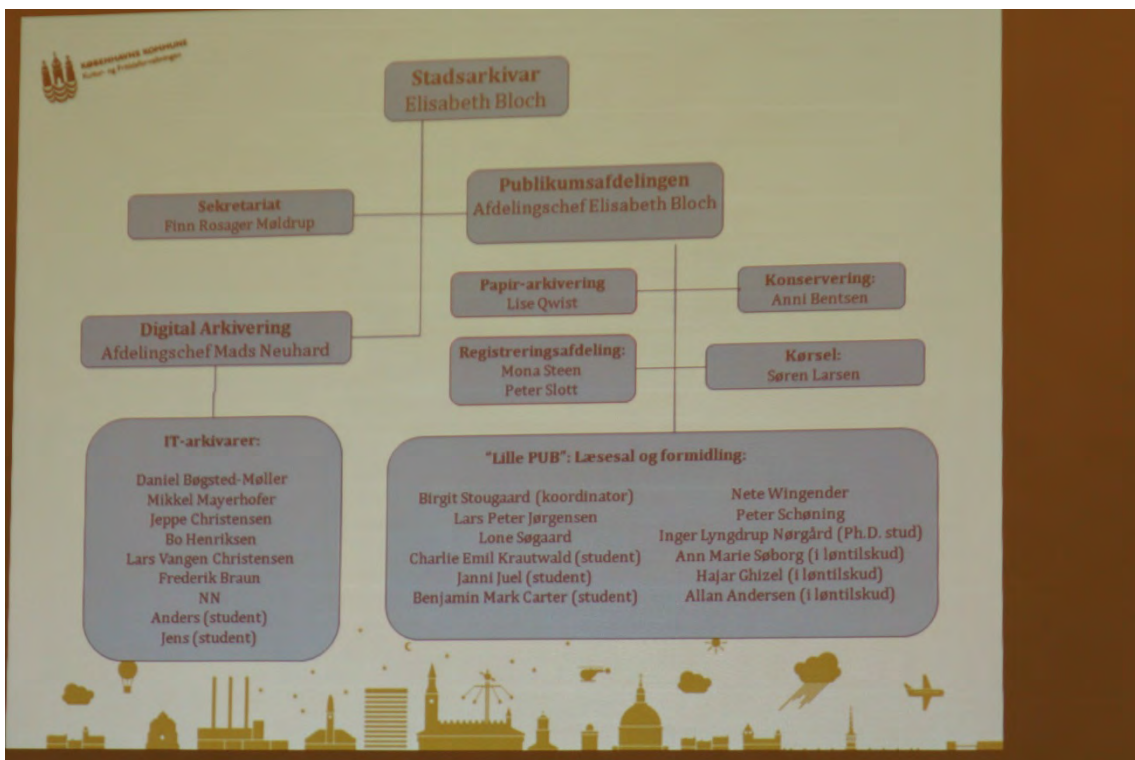 KØBENHAVNS KOMMUNE
Kultur- og Fritidsforvaltningen
Stadsarkivar
Elisabeth Bloch
Publikumsafdelingen
Afdelingschef Elisabeth Bloch
Sekretariat
Finn Rosager Møldrup
Papir-arkivering
Lise Qwist
Konservering:
Anni Bentsen
Digital Arkivering
Afdelingschef Mads Neuhard
Registreringsafdeling:
Mona Steen
Peter Slott
Kørsel:
Søren Larsen
IT-arkivarer:
Daniel Bøgsted-Møller
Mikkel Mayerhofer
Jeppe Christensen
Bo Henriksen
Lars Vangen Christensen
Frederik Braun
NN
Anders (student)
Jens (student)
"Lille PUB": Læsesal og formidling:
Birgit Stougaard (koordinator)
Lars Peter Jørgensen
Lone Søgaard
Charlie Emil Krautwald (student)
Janni Juel (student)
Benjamin Mark Carter (student)
Nete Wingender
Peter Schøning
Inger Lyngdrup Nørgård (Ph.D. stud)
Ann Marie Søborg (i løntilskud)
Hajar Ghizel (i løntilskud)
Allan Andersen (i løntilskud)